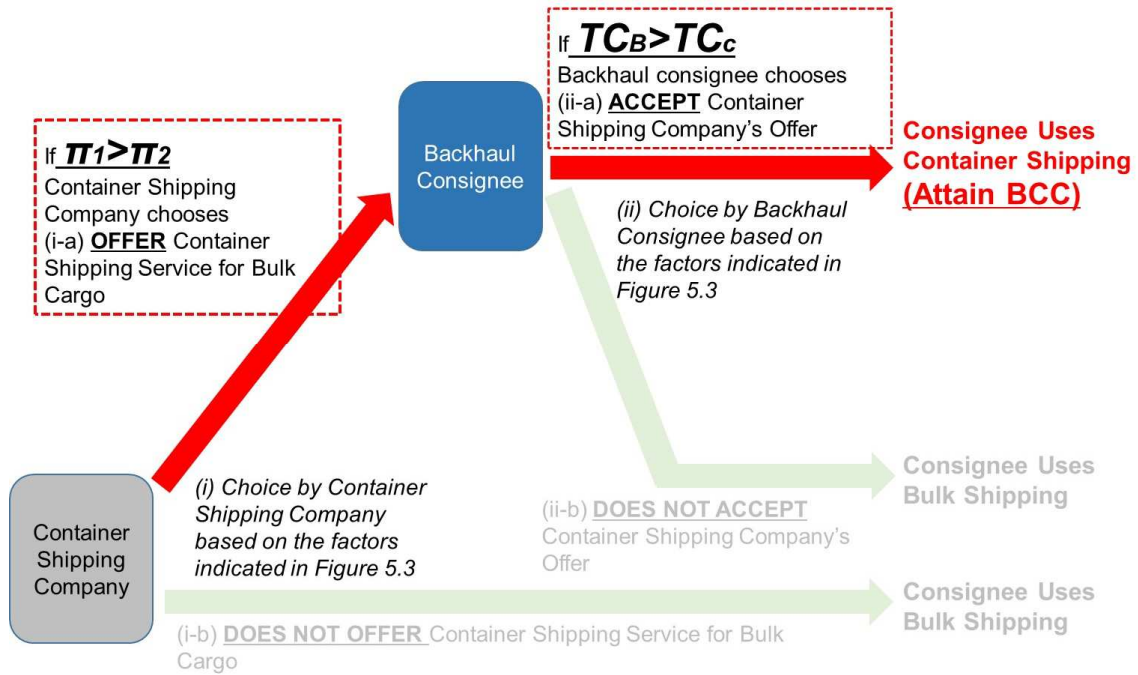 If π1>π2
Container Shipping
Company chooses
(i-a) OFFER Container
Shipping Service for Bulk
Cargo
Backhaul
Consignee
If TCB>TCc
Backhaul consignee chooses
(ii-a) ACCEPT Container
Shipping Company’s Offer
Consignee Uses
Container Shipping
(Attain BCC)
(ii) Choice by Backhaul
Consignee based on
the factors indicated in
Figure 5.3
Container
Shipping
Company
(i) Choice by Container
Shipping Company
based on the factors
indicated in Figure 5.3
(ii-b) DOES NOT ACCEPT
Container Shipping Company’s
Offer
Consignee Uses
Bulk Shipping
(i-b) DOES NOT OFFER Container Shipping Service for Bulk
Cargo
Consignee Uses
Bulk Shipping